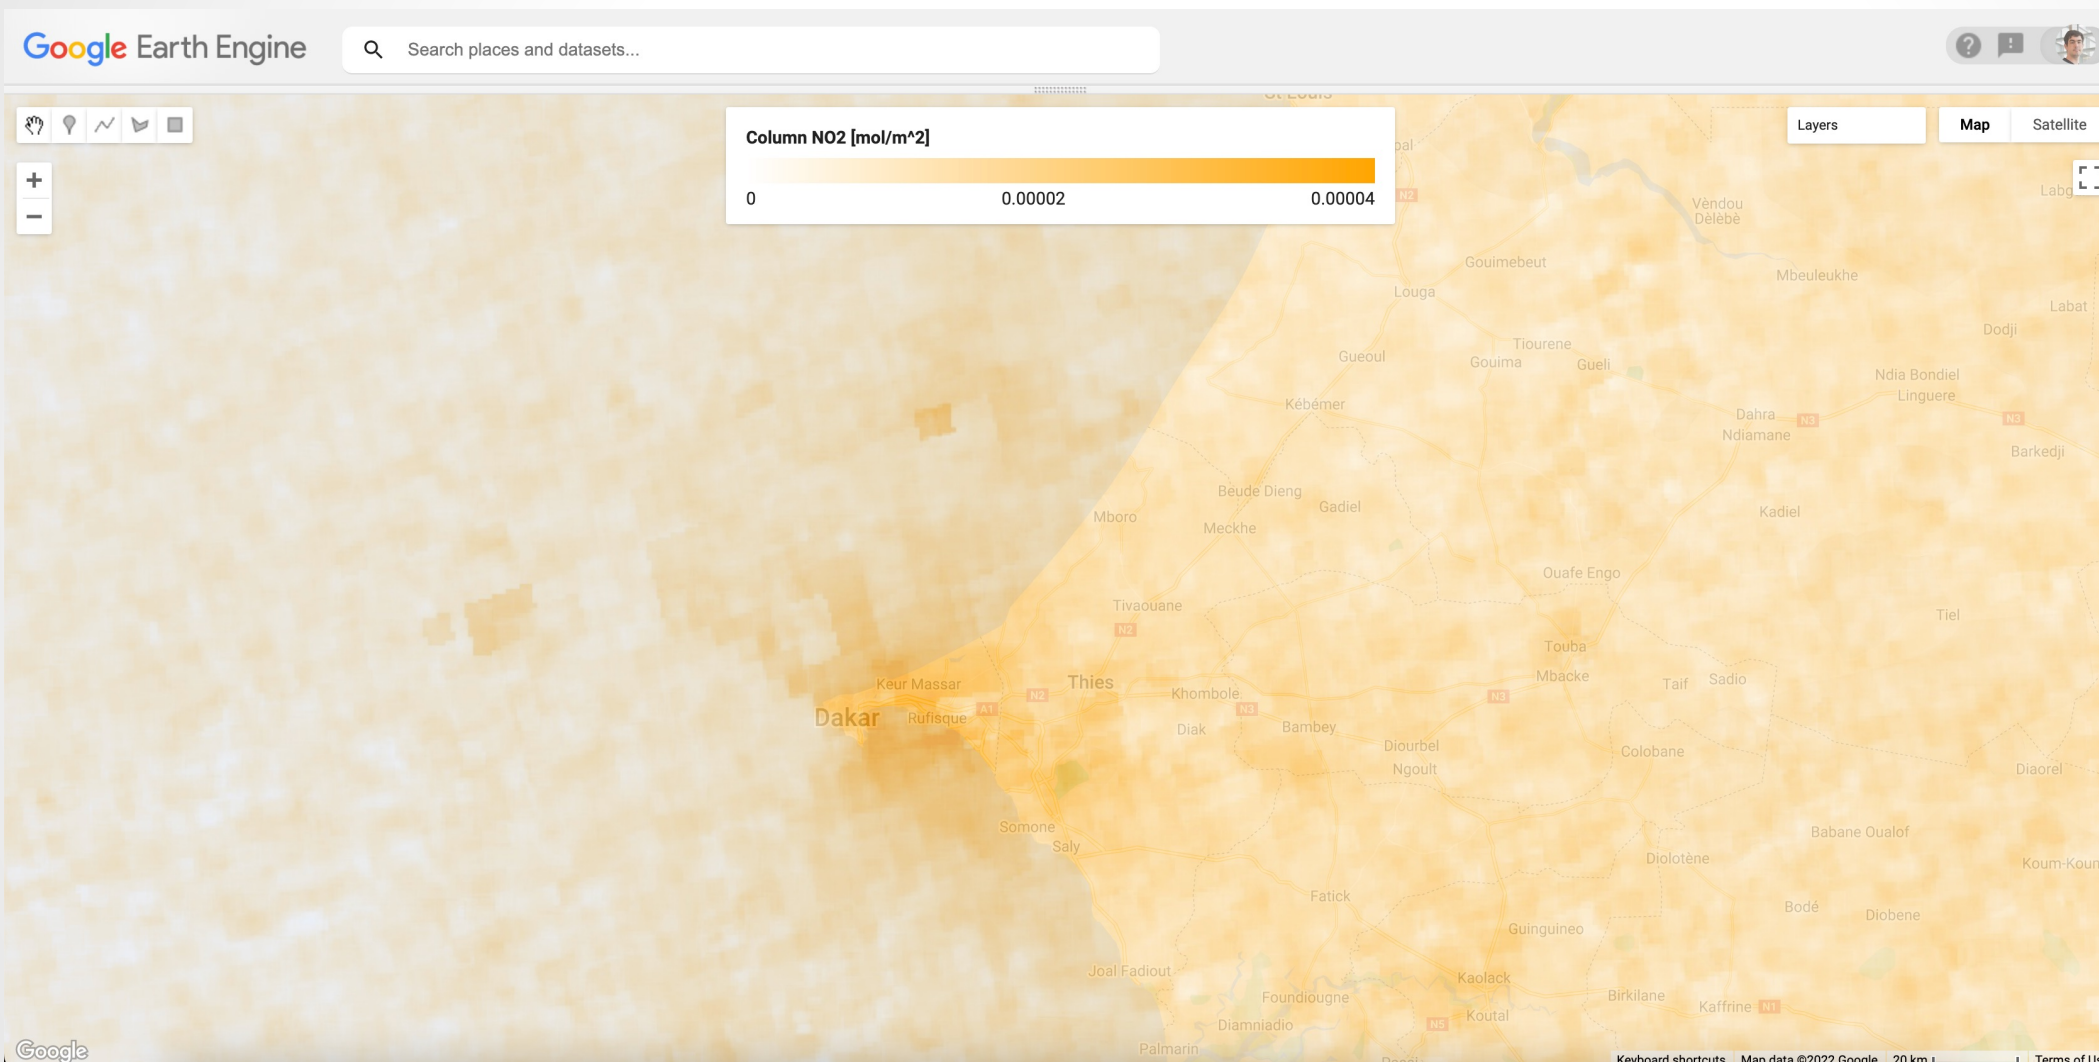 Google Earth Engine
Search places and datasets...
St-Louis
Column NO2 [mol/m^2]
0 0.00002 0.00004
Layers
Map Satellite
N2
Vèndou
Dèlèbè
Gouimebeut
Mbeuleukhe
Louga
Labat
Dodji
Tiourene
Gueoul
Gouima
Gueli
Ndia Bondiel
Linguere
Kébémer
Dahra
N3
N3
Ndiamane
Barkedji
Beude Dieng
Gadiel
Kadiel
Mboro
Meckhe
Ouafe Engo
Tivaouane
Tiel
N2
Touba
Mbacke
Keur Massar
Thies
Taif
Sadio
N2
Khombole
N3
A1
N3
Dakar
Rufisque
Diak
Bambey
Diourbel
Colobane
Ngoult
Diaorel
Somone
Babane Oualof
Saly
Diolotène
Koum-Koun
Fatick
Bodé
Diobene
Guinguineo
Joal Fadiout
Kaolack
Foundiougne
Birkilane
Kaffrine
N1
Koutal
Diamniadio
N5
Palmarin
Google
Keyboard shortcuts Map data ©2022 Google 20 km Terms of